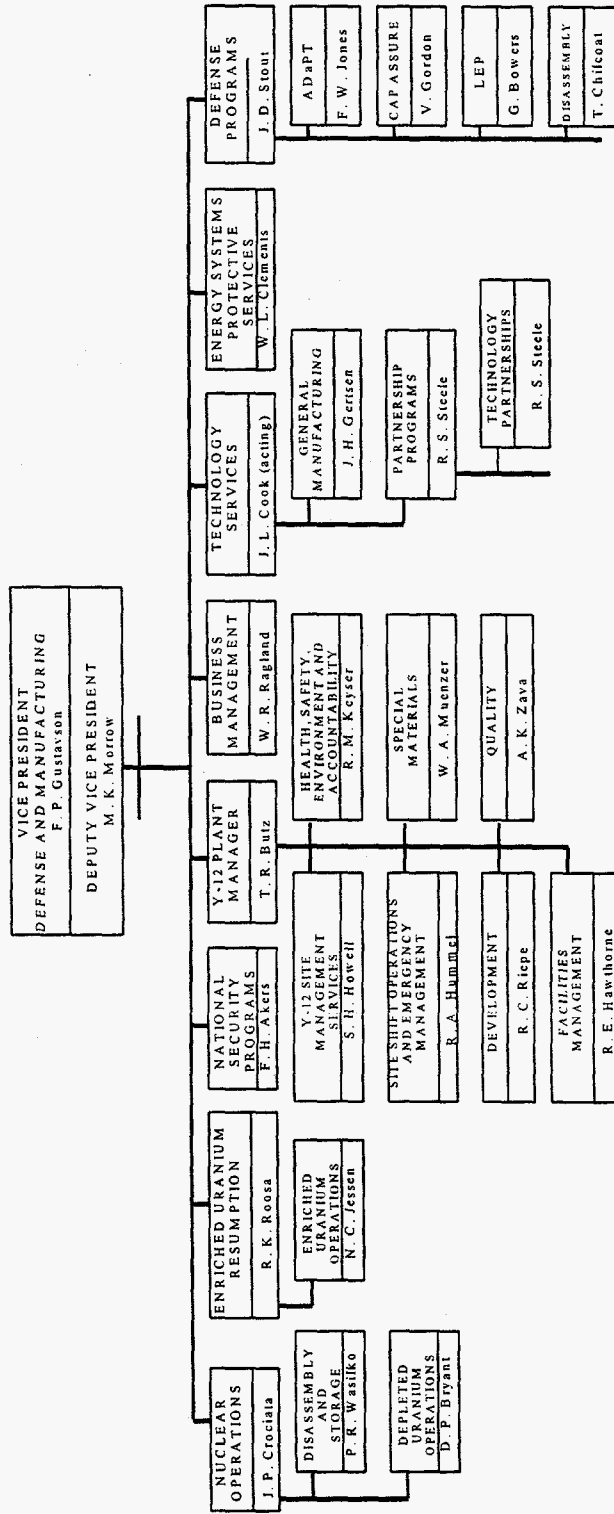 VICE PRESIDENT
DEFENSE AND MANUFACTURING
F. P. Gustavson
DEPUTY VICE PRESIDENT
M. K. Morrow
NUCLEAR
OPERATIONS
J. P. Crociata
DISASSEMBLY
AND
STORAGE
P. R. Wasilko
DEPLETED
URANIUM
OPERATIONS
D. P. Bryant
ENRICHED URANIUM
RESUMPTION
R. K. Roosa
ENRICHED
URANIUM
OPERATIONS
N. C. Jessen
NATIONAL
SECURITY
PROGRAMS
F. H. Akers
Y-12 PLANT
MANAGER
T. R. Butz
Y-12 SITE
MANAGEMENT
SERVICES
S. H. Howell
HEALTH, SAFETY,
ENVIRONMENT AND
ACCOUNTABILITY
R. M. Keyser
SITE SHIFT OPERATIONS
AND EMERGENCY
MANAGEMENT
R. A. Hummel
SPECIAL
MATERIALS
W. A. Muenzer
DEVELOPMENT
R. C. Riepe
QUALITY
A. K. Zava
FACILITIES
MANAGEMENT
R. E. Hawthorne
BUSINESS
MANAGEMENT
W. R. Ragland
TECHNOLOGY
SERVICES
J. L. Cook (acting)
GENERAL
MANUFACTURING
J. H. Gertsen
PARTNERSHIP
PROGRAMS
R. S. Steele
TECHNOLOGY
PARTNERSHIPS
R. S. Steele
ENERGY SYSTEMS
PROTECTIVE
SERVICES
W. L. Clements
DEFENSE
PROGRAMS
J. D. Stout
ADaPT
F. W. Jones
CAP ASSURE
V. Gordon
LEP
G. Bowers
DISASSEMBLY
T. Chilcoat